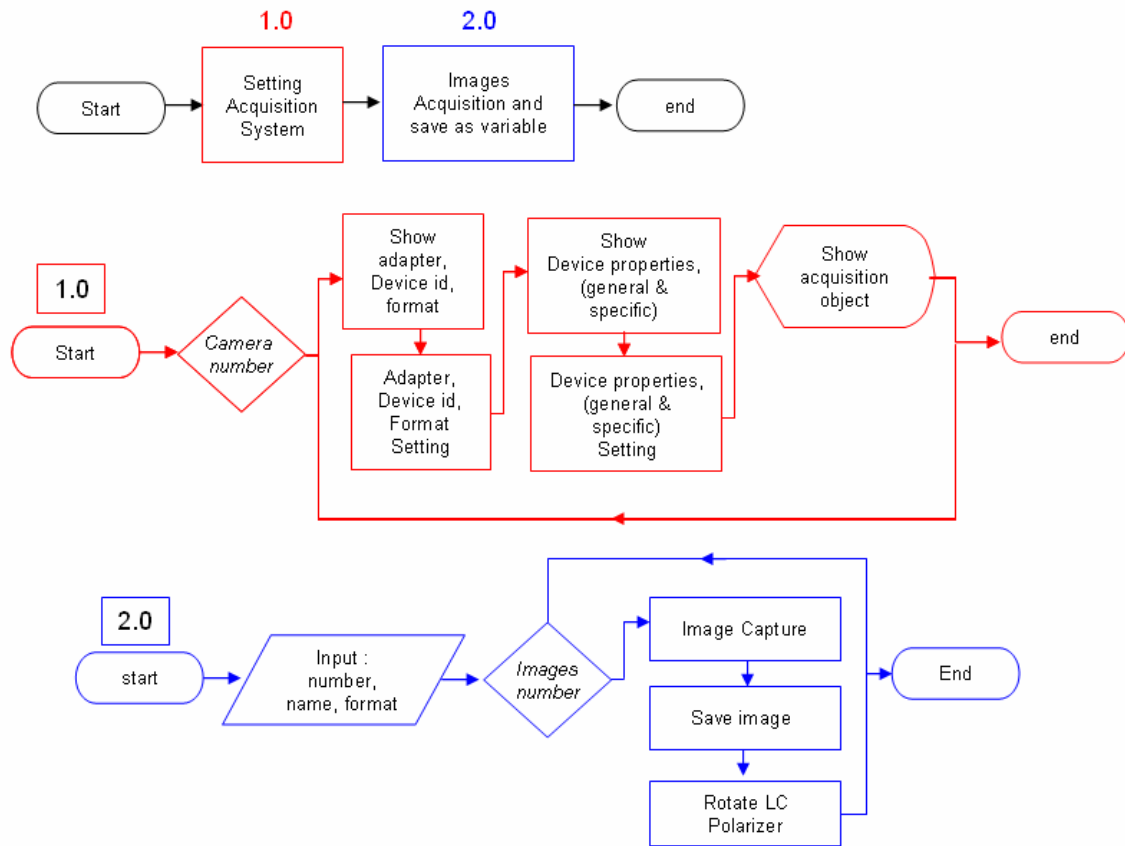 1.0
2.0
Start
Setting
Acquisition
System
Images
Acquisition and
save as variable
end
1.0
Start
Camera
number
Show
adapter,
Device id,
format
Adapter,
Device id,
Format
Setting
Show
Device properties,
(general &
specific)
Device properties,
(general &
specific)
Setting
Show
acquisition
object
end
2.0
start
Input :
number,
name, format
Images
number
Image Capture
Save image
Rotate LC
Polarizer
End